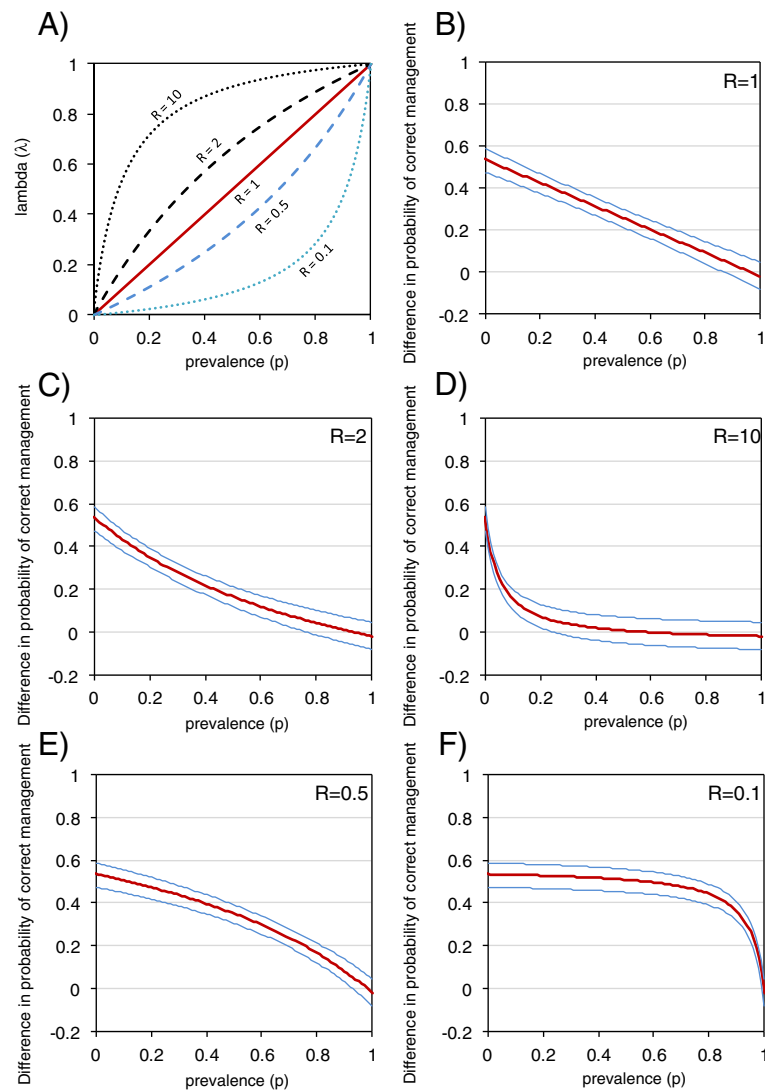 A)
1
0.8
0.6
0.4
0.2
0
lambda (λ)
R = 10
R = 2
R = 1
R = 0.5
R = 0.1
0 0.2 0.4 0.6 0.8 1
prevalence (p)
B)
R=1
1
0.8
0.6
0.4
0.2
0
-0.2
Difference in probability of correct management
0 0.2 0.4 0.6 0.8 1
prevalence (p)
C)
R=2
1
0.8
0.6
0.4
0.2
0
-0.2
Difference in probability of correct management
0 0.2 0.4 0.6 0.8 1
prevalence (p)
D)
R=10
1
0.8
0.6
0.4
0.2
0
-0.2
Difference in probability of correct management
0 0.2 0.4 0.6 0.8 1
prevalence (p)
E)
R=0.5
1
0.8
0.6
0.4
0.2
0
-0.2
Difference in probability of correct management
0 0.2 0.4 0.6 0.8 1
prevalence (p)
F)
R=0.1
1
0.8
0.6
0.4
0.2
0
-0.2
Difference in probability of correct management
0 0.2 0.4 0.6 0.8 1
prevalence (p)